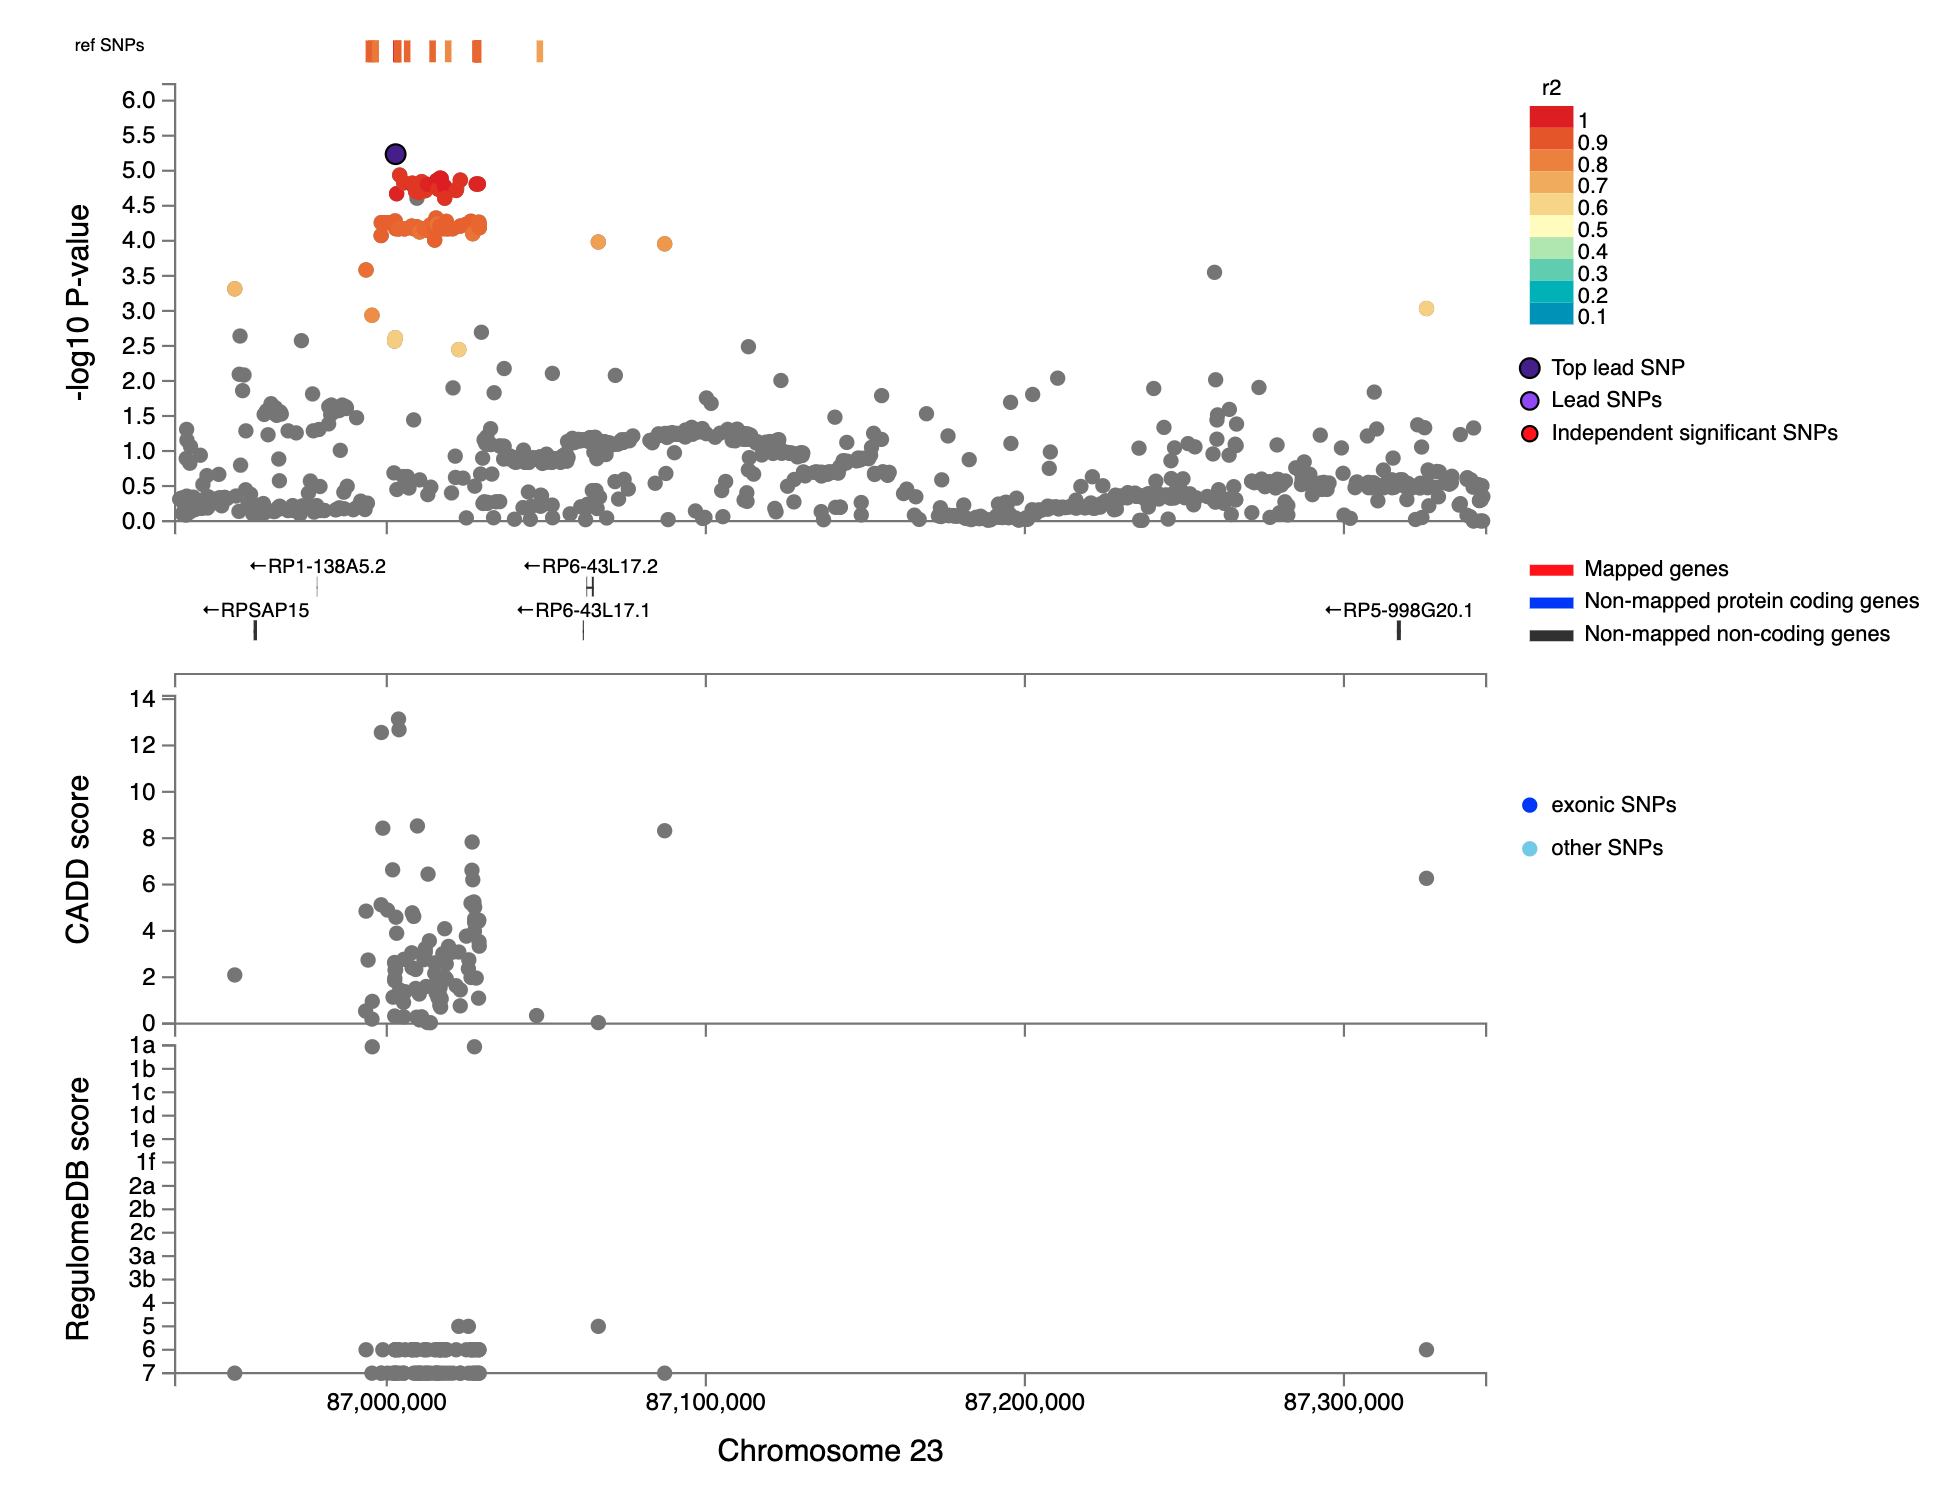 ref SNPs
6.0
5.5
5.0
4.5
4.0
3.5
3.0
2.5
2.0
1.5
1.0
0.5
0.0
-log10 P-value
r2
1
0.9
0.8
0.7
0.6
0.5
0.4
0.3
0.2
0.1
Top lead SNP
Lead SNPs
Independent significant SNPs
←RP1-138A5.2
←RP6-43L17.2
←RPSAP15
←RP6-43L17.1
←RP5-998G20.1
Mapped genes
Non-mapped protein coding genes
Non-mapped non-coding genes
14
12
10
8
6
4
2
0
CADD score
exonic SNPs
other SNPs
1a
1b
1c
1d
1e
1f
2a
2b
2c
3a
3b
4
5
6
7
RegulomeDB score
87,000,000 87,100,000 87,200,000 87,300,000
Chromosome 23